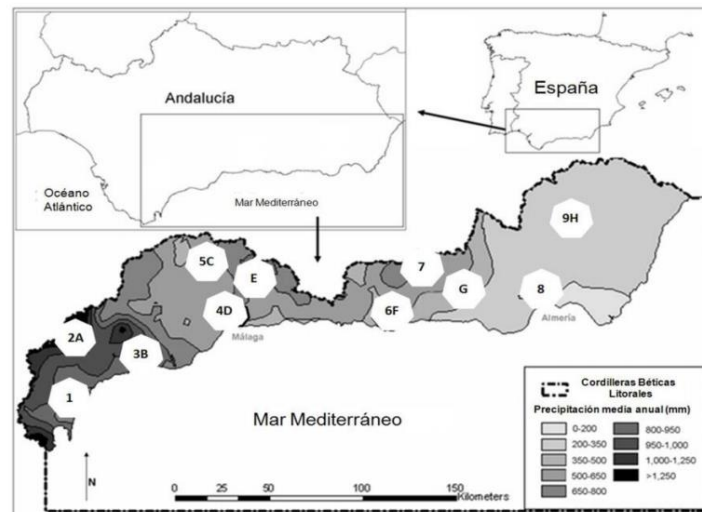 Andalucía
España
Océano
Atlántico
Mar Mediterráneo
9H
5C
E
7
G
8
4D
6F
Almería
Málaga
2A
3B
1
Mar Mediterráneo
N
0
25
50
100
150
Kilometers
Cordilleras Béticas
Litorales
Precipitación media anual (mm)
0-200
200-350
350-500
500-650
650-800
800-950
950-1,000
1,000-1,250
>1,250